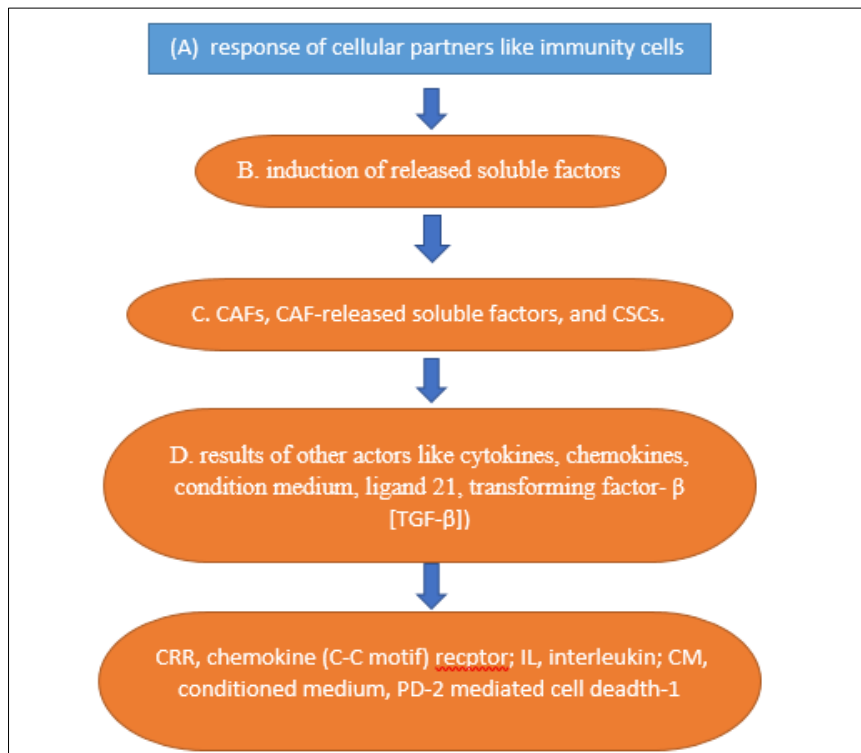 (A) response of cellular partners like immunity cells
B. induction of released soluble factors
C. CAFs, CAF-released soluble factors, and CSCs.
D. results of other actors like cytokines, chemokines,
condition medium, ligand 21, transforming factor- β
[TGF-β])
CRR, chemokine (C-C motif) recptor; IL, interleukin; CM,
conditioned medium, PD-2 mediated cell deadth-1